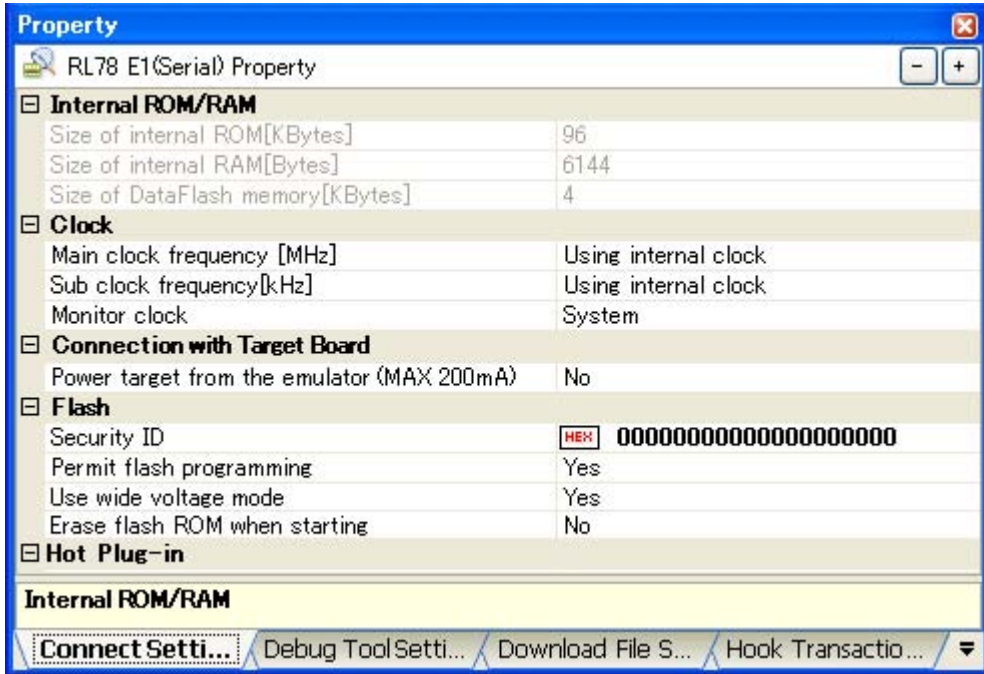 Property
RL78 E1(Serial) Property
- +
Internal ROM/RAM
Size of internal ROM[KBytes] 96
Size of internal RAM[Bytes] 6144
Size of DataFlash memory[KBytes] 4
Clock
Main clock frequency [MHz] Using internal clock
Sub clock frequency[kHz] Using internal clock
Monitor clock System
Connection with Target Board
Power target from the emulator (MAX 200mA) No
Flash
Security ID HEX 00000000000000000000
Permit flash programming Yes
Use wide voltage mode Yes
Erase flash ROM when starting No
Hot Plug-in
Internal ROM/RAM
Connect Setti... Debug Tool Setti... Download File S... Hook Transactio...